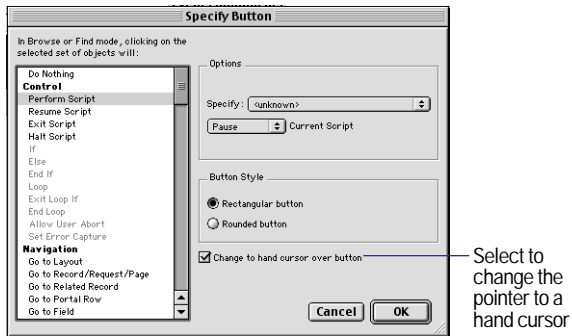 Specify Button
In Browse or Find mode, clicking on the
selected set of objects will:
Do Nothing
Control
Perform Script
Resume Script
Exit Script
Halt Script
If
Else
End If
Loop
Exit Loop If
End Loop
Allow User Abort
Set Error Capture
Navigation
Go to Layout
Go to Record/Request/Page
Go to Related Record
Go to Portal Row
Go to Field
Options
Specify: <unknown>
Pause Current Script
Button Style
Rectangular button
Rounded button
Change to hand cursor over button
Cancel OK
Select to
change the
pointer to a
hand cursor